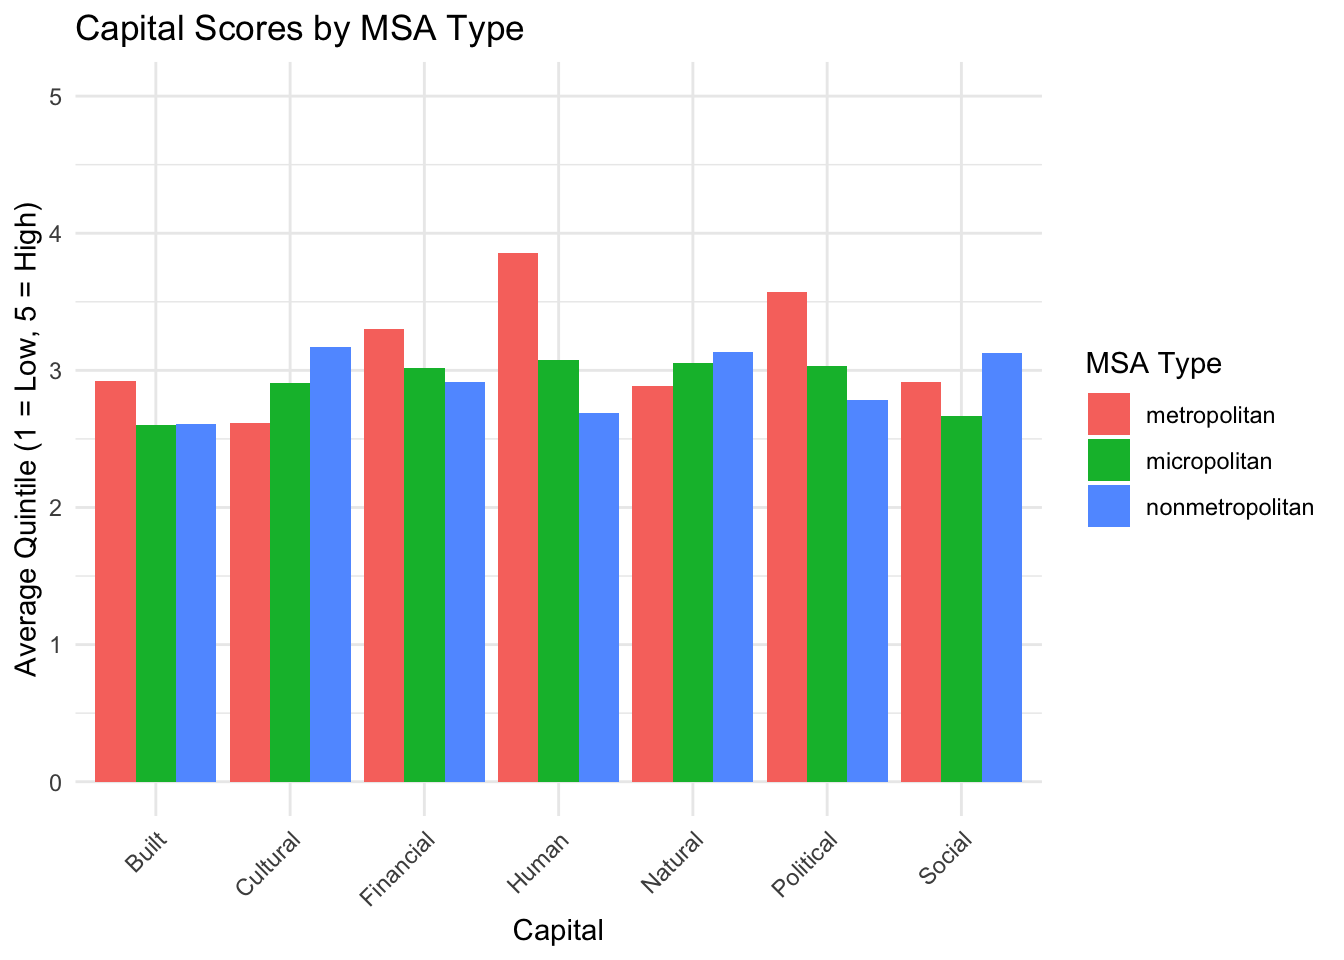 Capital Scores by MSA Type
Average Quintile (1 = Low, 5 = High)
5
4
3
2
1
0
Built
Cultural
Financial
Human
Natural
Political
Social
Capital
MSA Type
metropolitan
micropolitan
nonmetropolitan